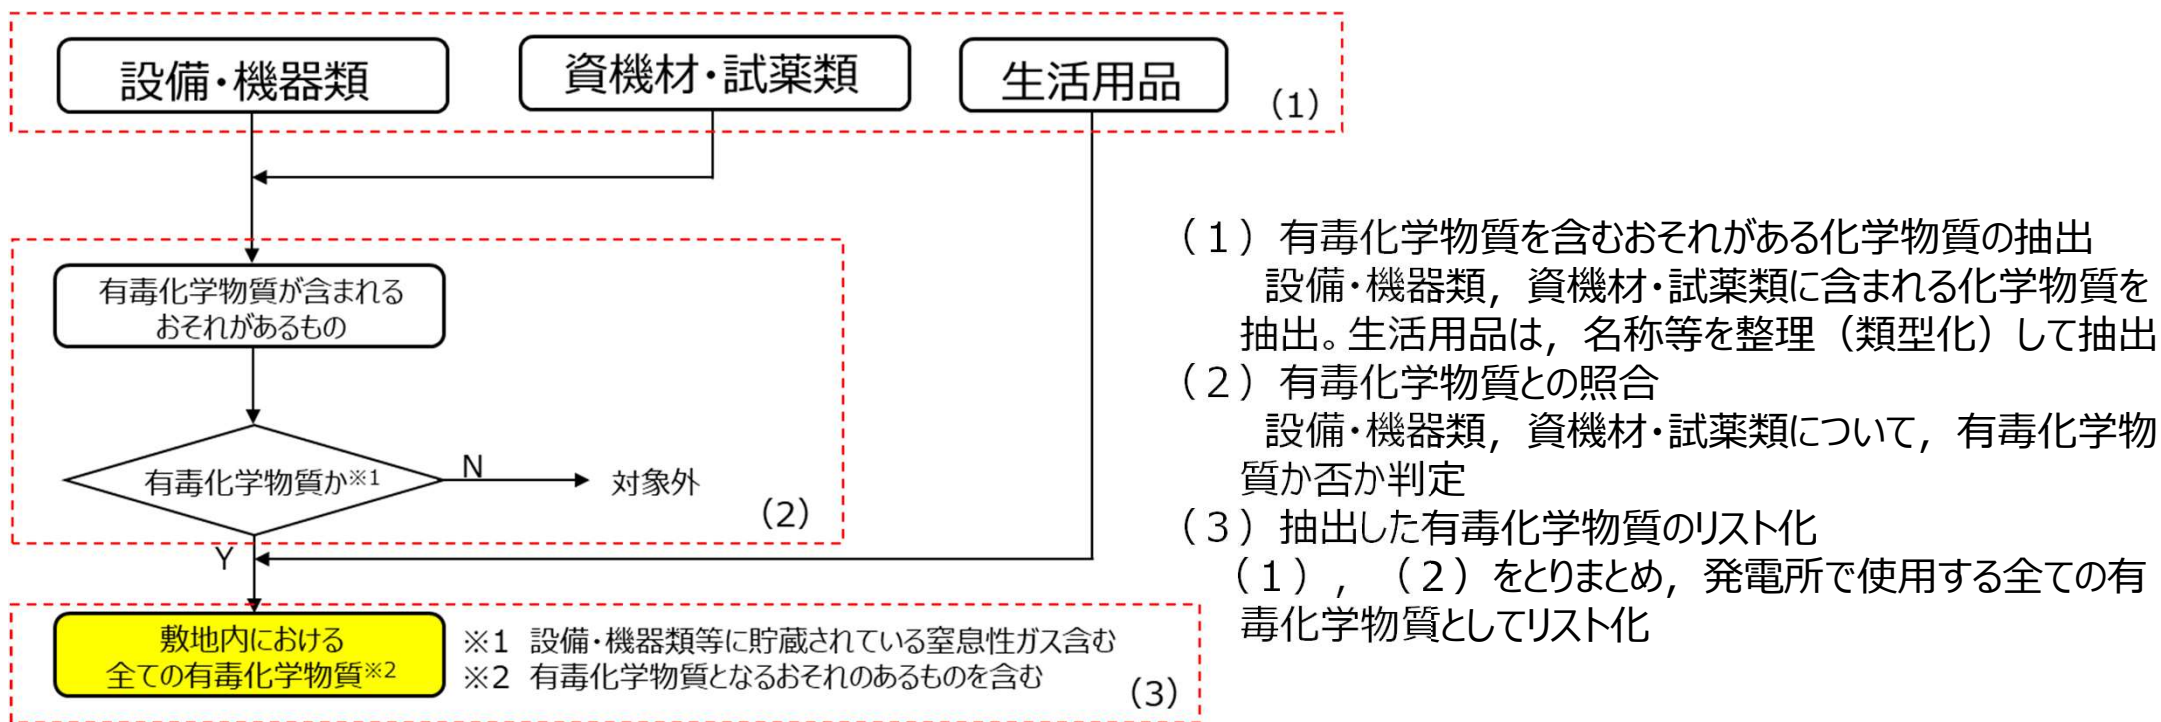 設備・機器類
資機材・試薬類
生活用品
(1)
有毒化学物質が含まれる
おそれがあるもの
有毒化学物質か※1
N
対象外
(2)
Y
敷地内における
全ての有毒化学物質※2
※1 設備・機器類等に貯蔵されている窒息性ガス含む
※2 有毒化学物質となるおそれのあるものを含む
(3)
（１）有毒化学物質を含むおそれがある化学物質の抽出
設備・機器類，資機材・試薬類に含まれる化学物質を
抽出。生活用品は，名称等を整理（類型化）して抽出
（２）有毒化学物質との照合
設備・機器類，資機材・試薬類について，有毒化学物
質か否か判定
（３）抽出した有毒化学物質のリスト化
（１），（２）をとりまとめ，発電所で使用する全ての有
毒化学物質としてリスト化